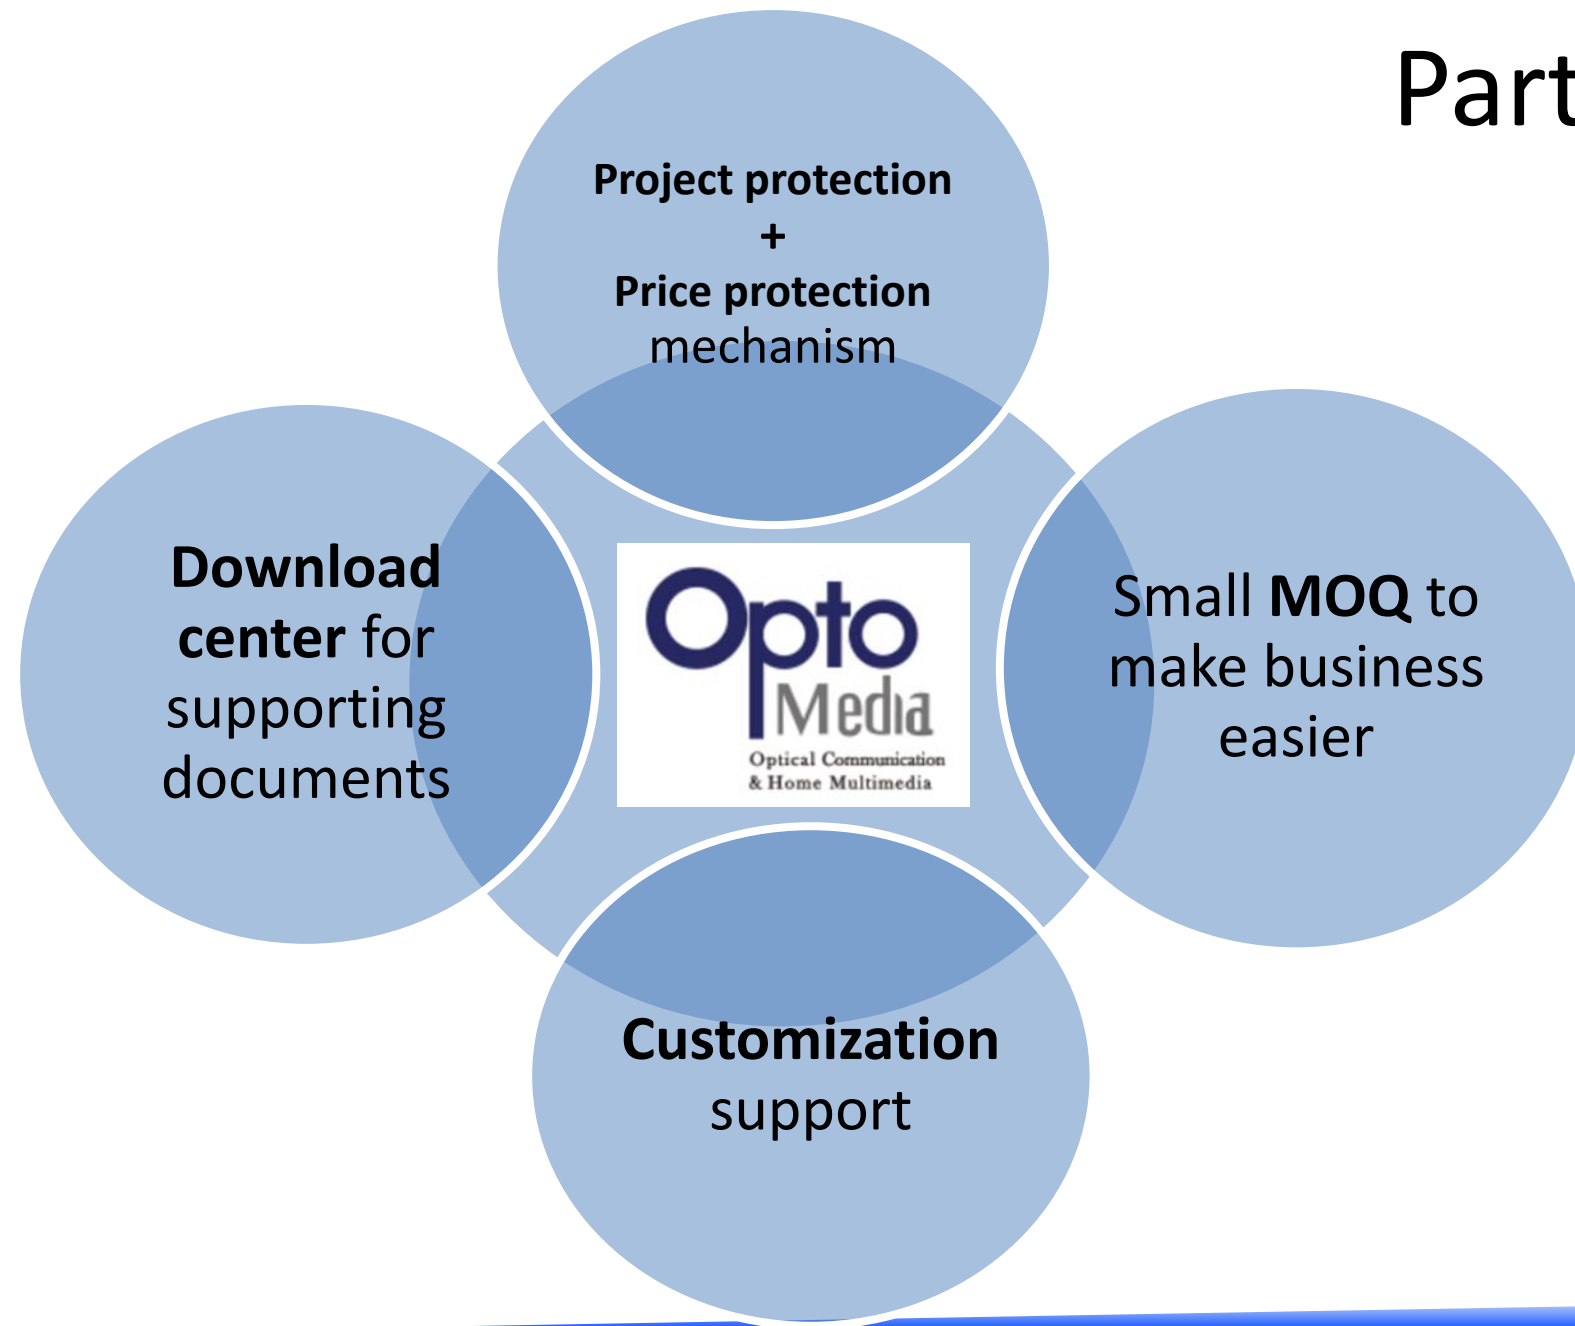 Part
Project protection
+
Price protection
mechanism
Download
center for
supporting
documents
Opto
Media
Optical Communication
& Home Multimedia
Small MOQ to
make business
easier
Customization
support